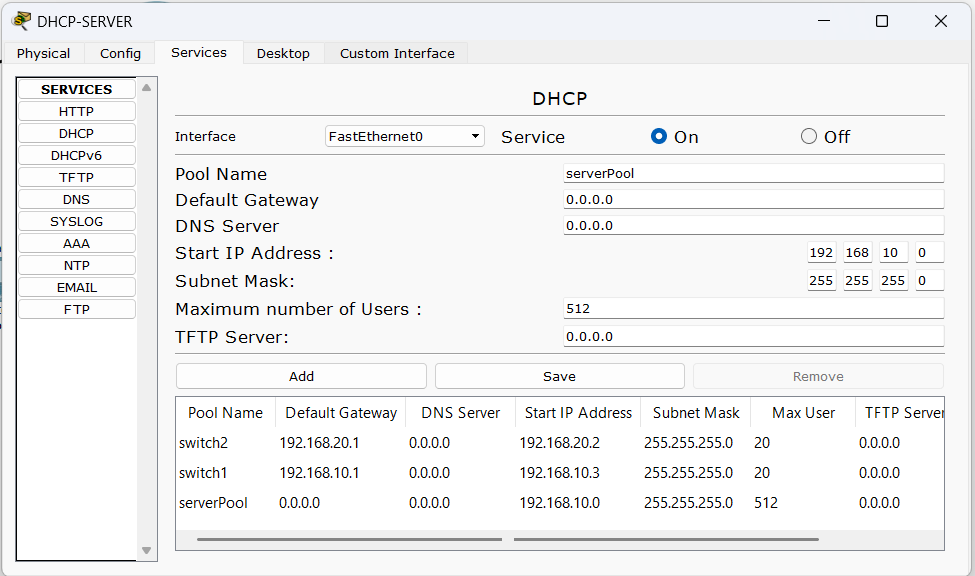 DHCP-SERVER
Physical Config Services Desktop Custom Interface
SERVICES
HTTP
DHCP
DHCPv6
TFTP
DNS
SYSLOG
AAA
NTP
EMAIL
FTP
DHCP
Interface FastEthernet0 Service On Off
Pool Name serverPool
Default Gateway 0.0.0.0
DNS Server 0.0.0.0
Start IP Address : 192 168 10 0
Subnet Mask: 255 255 255 0
Maximum number of Users : 512
TFTP Server: 0.0.0.0
Add Save Remove
Pool Name Default Gateway DNS Server Start IP Address Subnet Mask Max User TFTP Server
switch2 192.168.20.1 0.0.0.0 192.168.20.2 255.255.255.0 20 0.0.0.0
switch1 192.168.10.1 0.0.0.0 192.168.10.3 255.255.255.0 20 0.0.0.0
serverPool 0.0.0.0 0.0.0.0 192.168.10.0 255.255.255.0 512 0.0.0.0